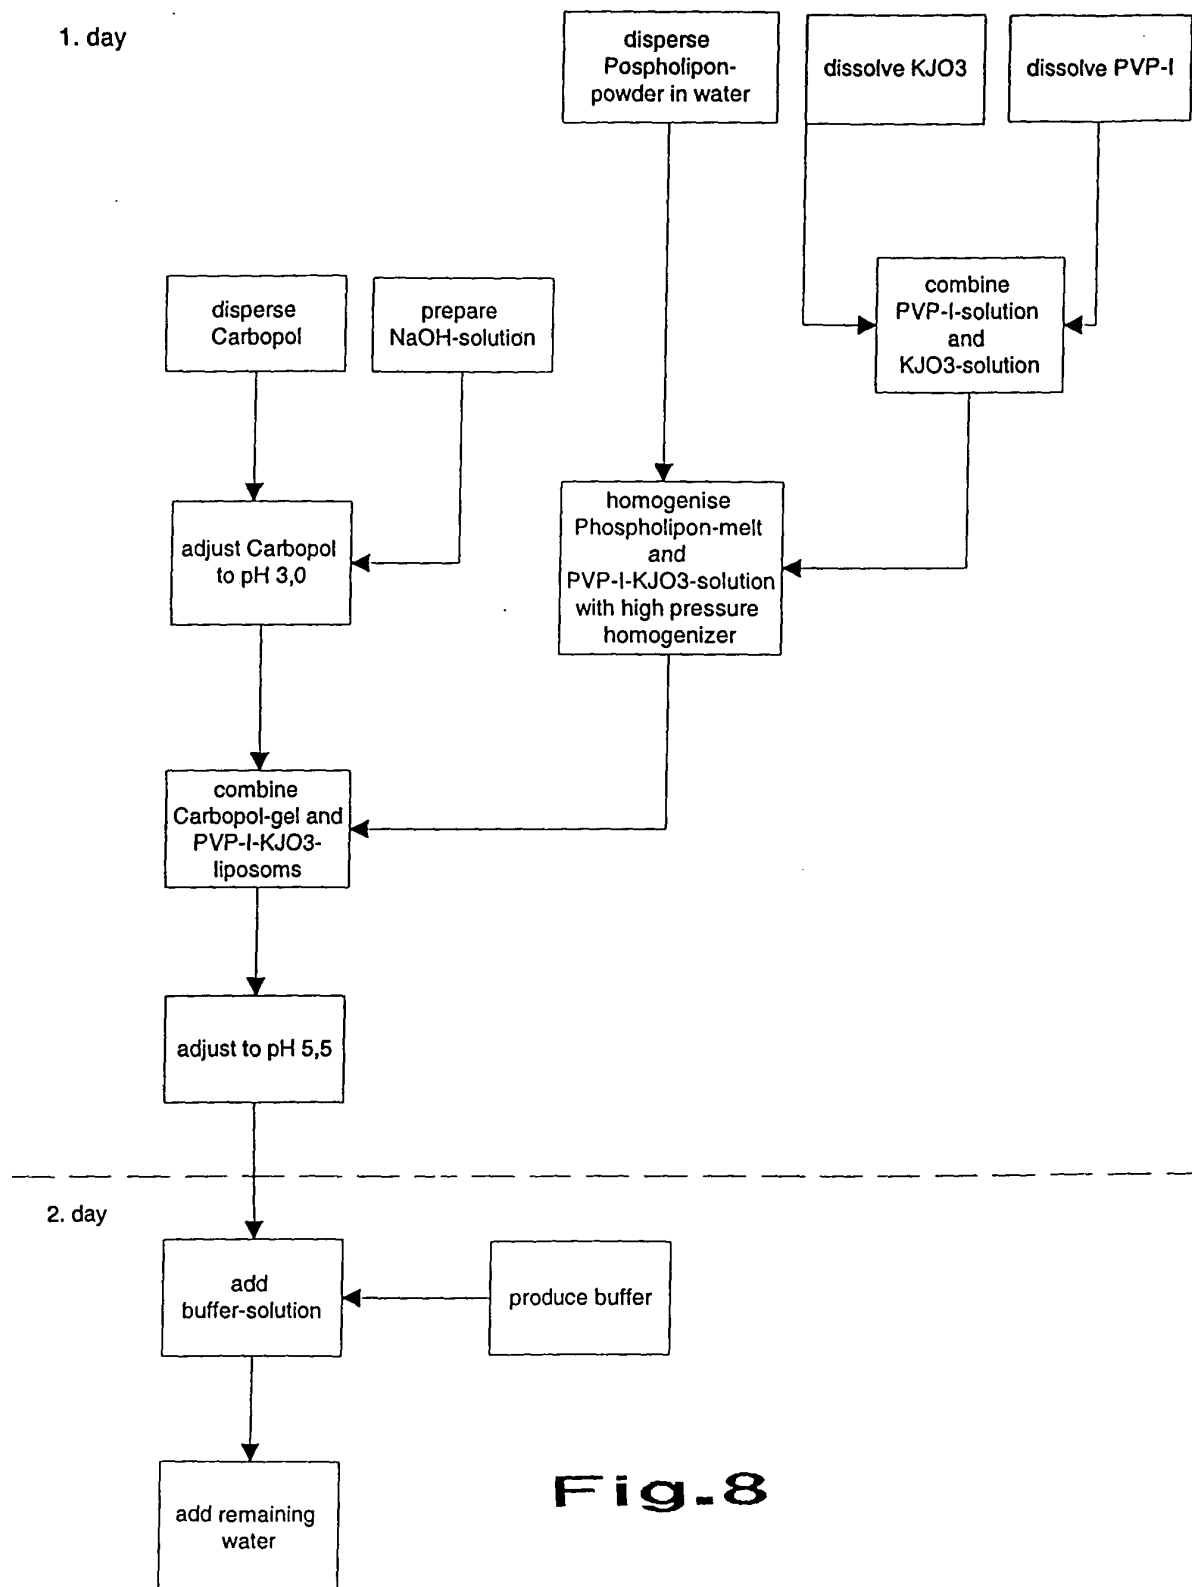 1. day
disperse
Pospholipon-
powder in water
dissolve KJO3
dissolve PVP-I
combine
PVP-I-solution
and
KJO3-solution
disperse
Carbopol
prepare
NaOH-solution
homogenise
Phospholipon-melt
and
PVP-I-KJO3-solution
with high pressure
homogenizer
adjust Carbopol
to pH 3,0
combine
Carbopol-gel and
PVP-I-KJO3-
liposoms
adjust to pH 5,5
2. day
add
buffer-solution
produce buffer
add remaining
water
Fig.8